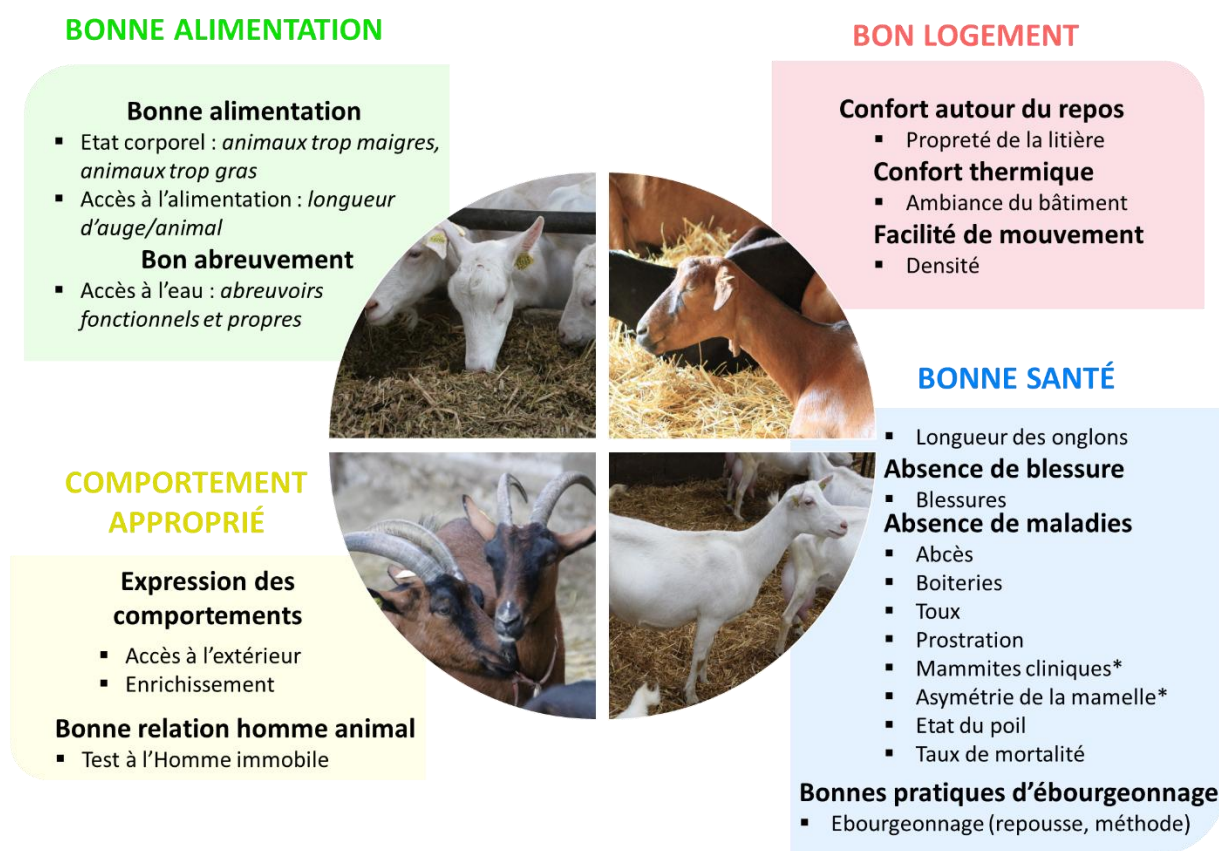 BONNE ALIMENTATION
Bonne alimentation
▪ Etat corporel : animaux trop maigres,
animaux trop gras
▪ Accès à l'alimentation : longueur
d'auge/animal
Bon abreuvement
▪ Accès à l'eau : abreuvoirs
fonctionnels et propres
BON LOGEMENT
Confort autour du repos
▪ Propreté de la litière
Confort thermique
▪ Ambiance du bâtiment
Facilité de mouvement
▪ Densité
COMPORTEMENT
APPROPRIÉ
Expression des
comportements
▪ Accès à l'extérieur
▪ Enrichissement
Bonne relation homme animal
▪ Test à l'Homme immobile
BONNE SANTÉ
▪ Longueur des onglons
Absence de blessure
▪ Blessures
Absence de maladies
▪ Abcès
▪ Boiteries
▪ Toux
▪ Prostration
▪ Mammites cliniques*
▪ Asymétrie de la mamelle*
▪ Etat du poil
▪ Taux de mortalité
Bonnes pratiques d'ébourgeonnage
▪ Ebourgeonnage (repousse, méthode)